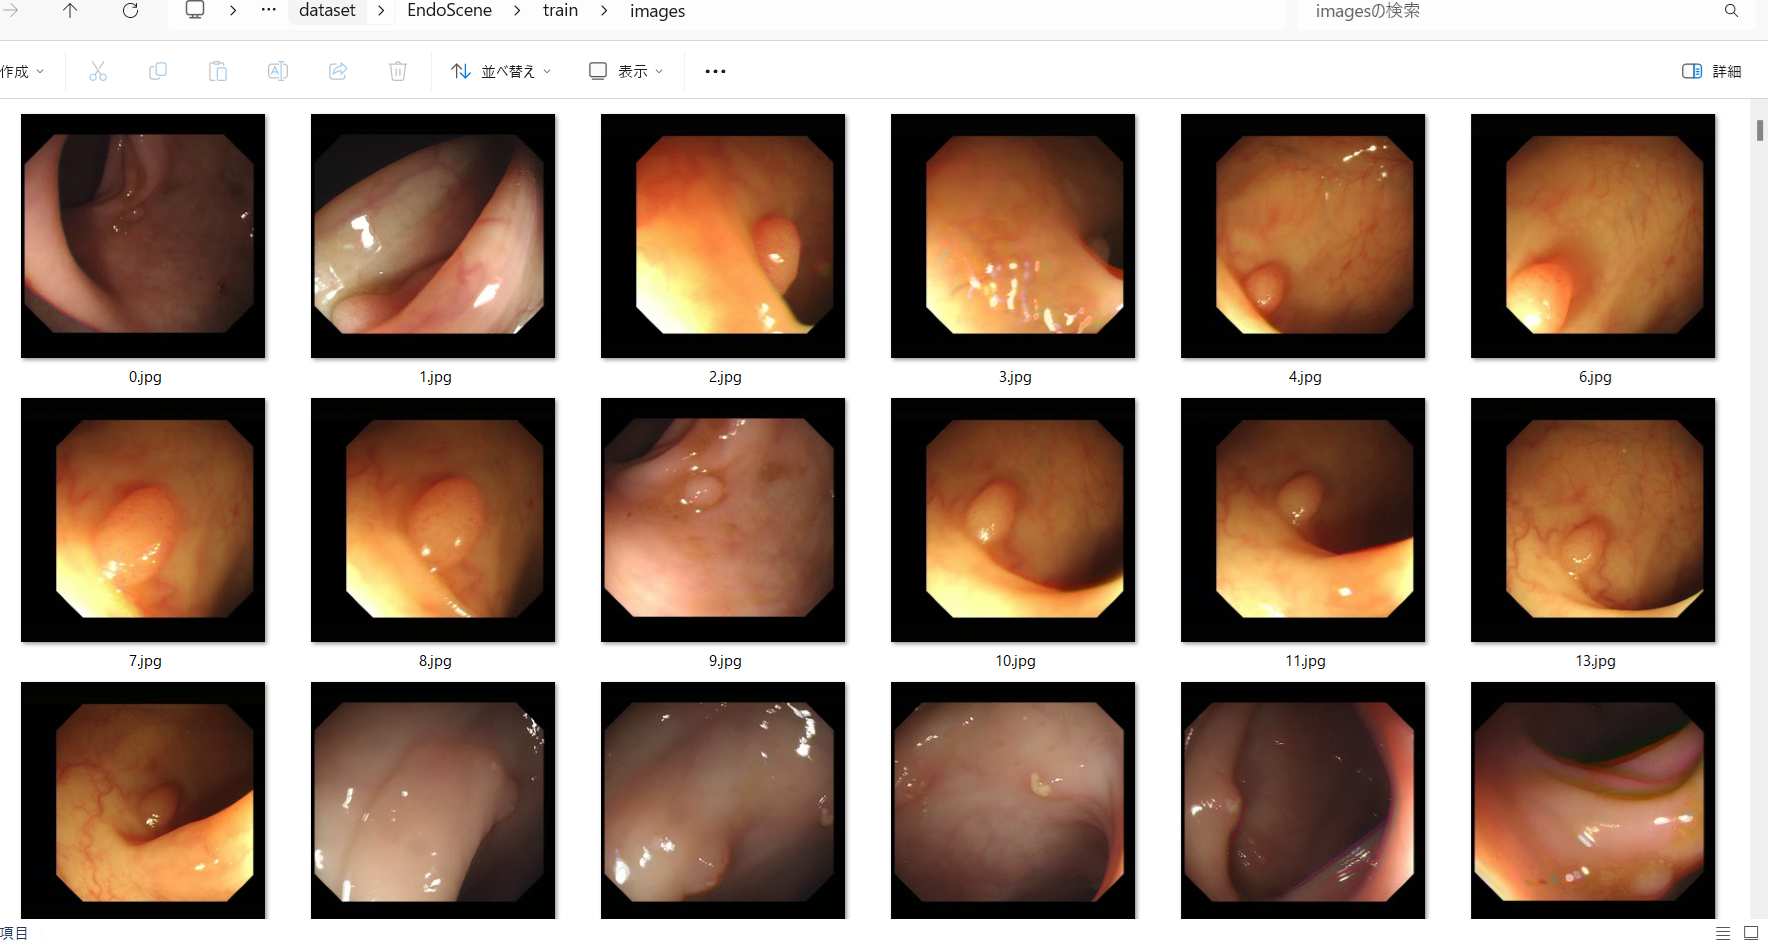 … dataset EndoScene train images
imagesの検索
作成
並べ替え
表示
詳細
0.jpg
1.jpg
2.jpg
3.jpg
4.jpg
6.jpg
7.jpg
8.jpg
9.jpg
10.jpg
11.jpg
13.jpg
項目